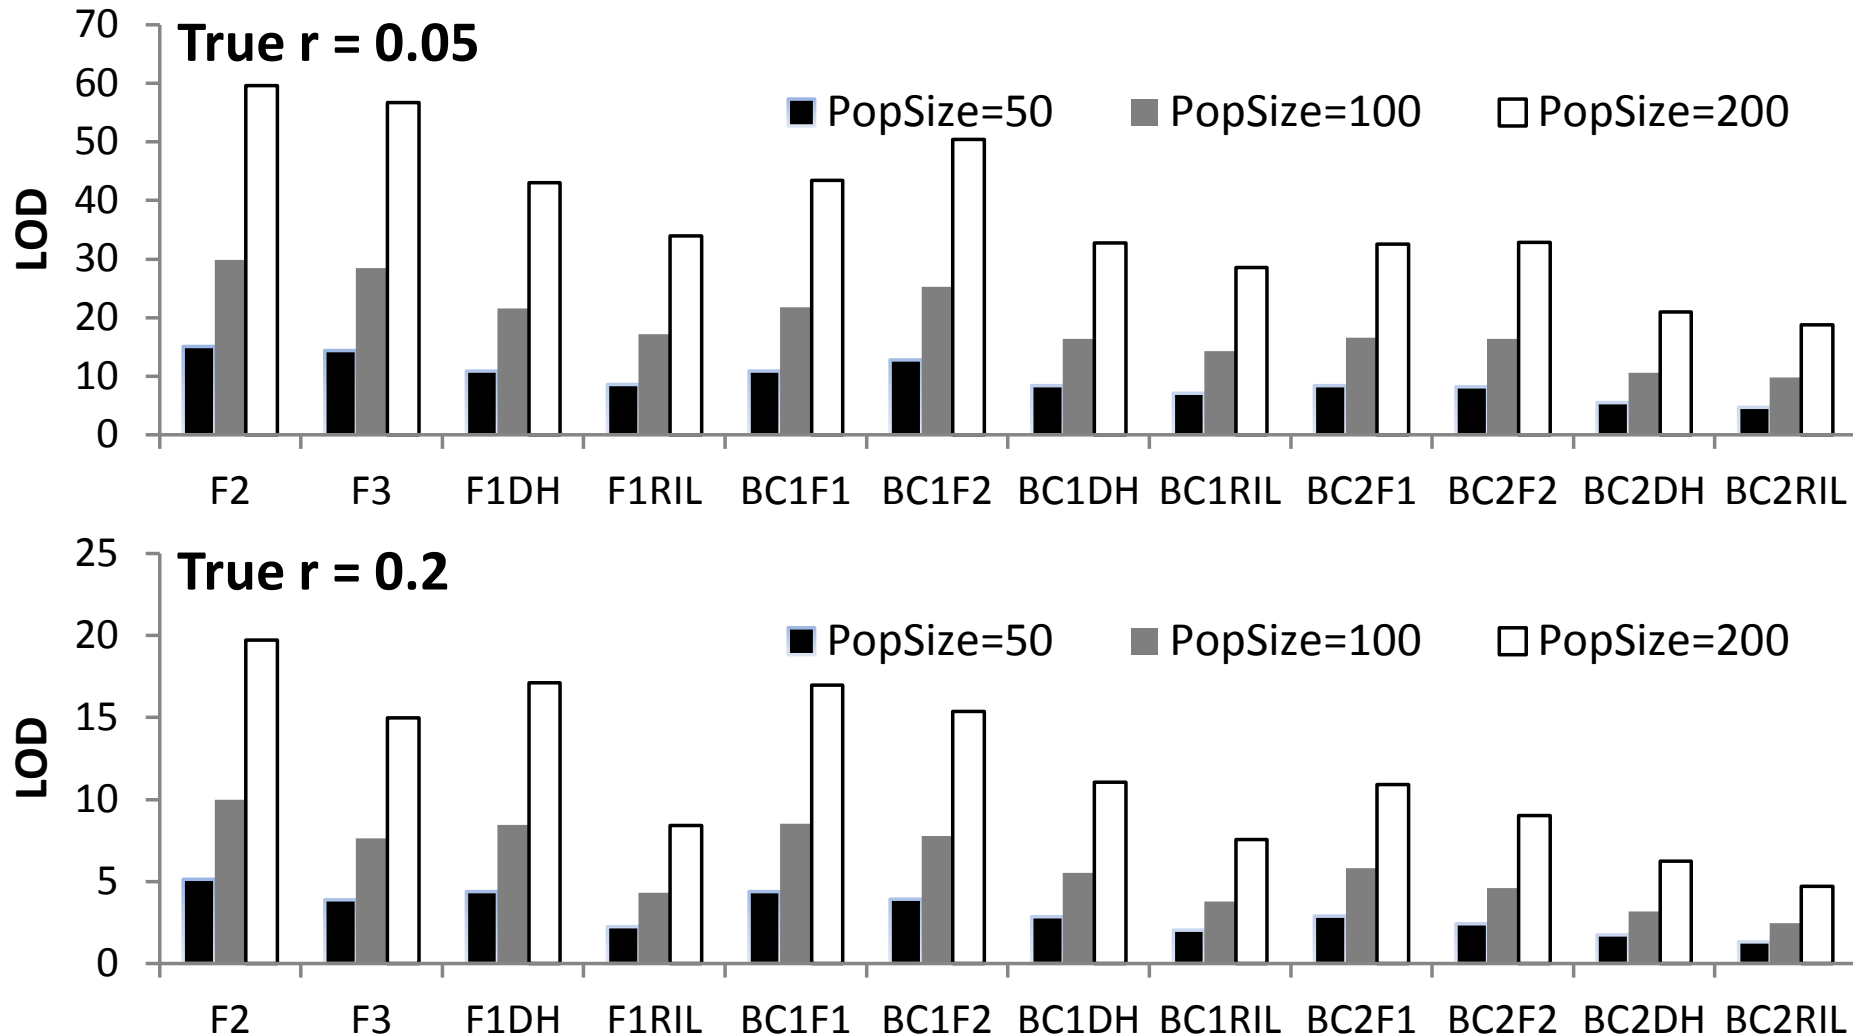 70
True r = 0.05
60
PopSize=50 PopSize=100 PopSize=200
50
40
LOD
30
20
10
0
F2 F3 F1DH F1RIL BC1F1 BC1F2 BC1DH BC1RIL BC2F1 BC2F2 BC2DH BC2RIL
25
True r = 0.2
20
PopSize=50 PopSize=100 PopSize=200
15
LOD
10
5
0
F2 F3 F1DH F1RIL BC1F1 BC1F2 BC1DH BC1RIL BC2F1 BC2F2 BC2DH BC2RIL